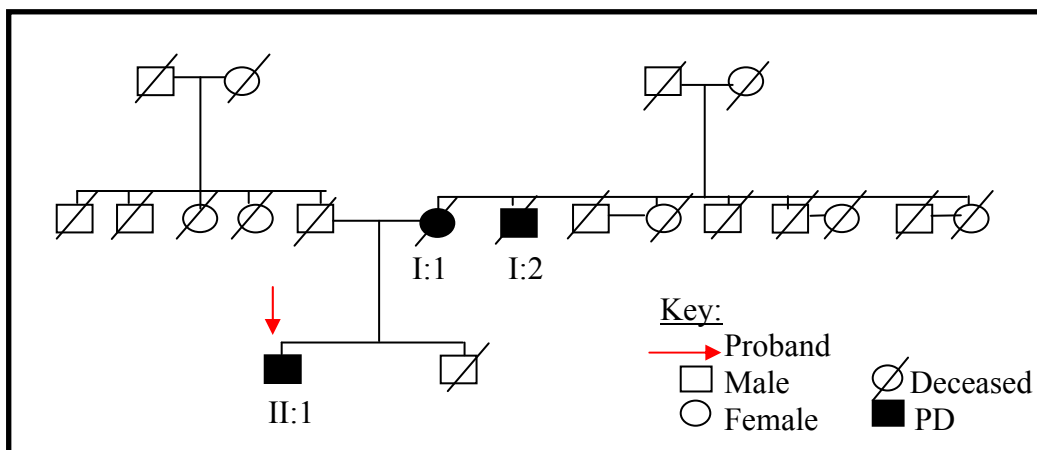 I:1
I:2
Key:
Proband
Male
Deceased
Female
PD
II:1